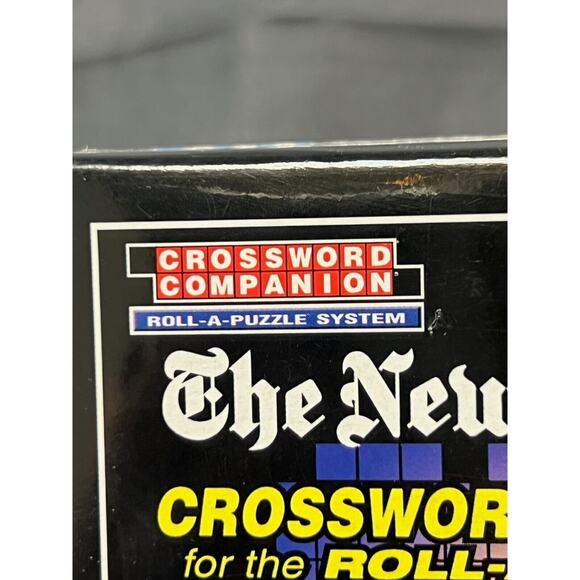 CROSSWORD
COMPANION
ROLL-A-PUZZLE SYSTEM
The New
CROSSWOR
for the ROLL-